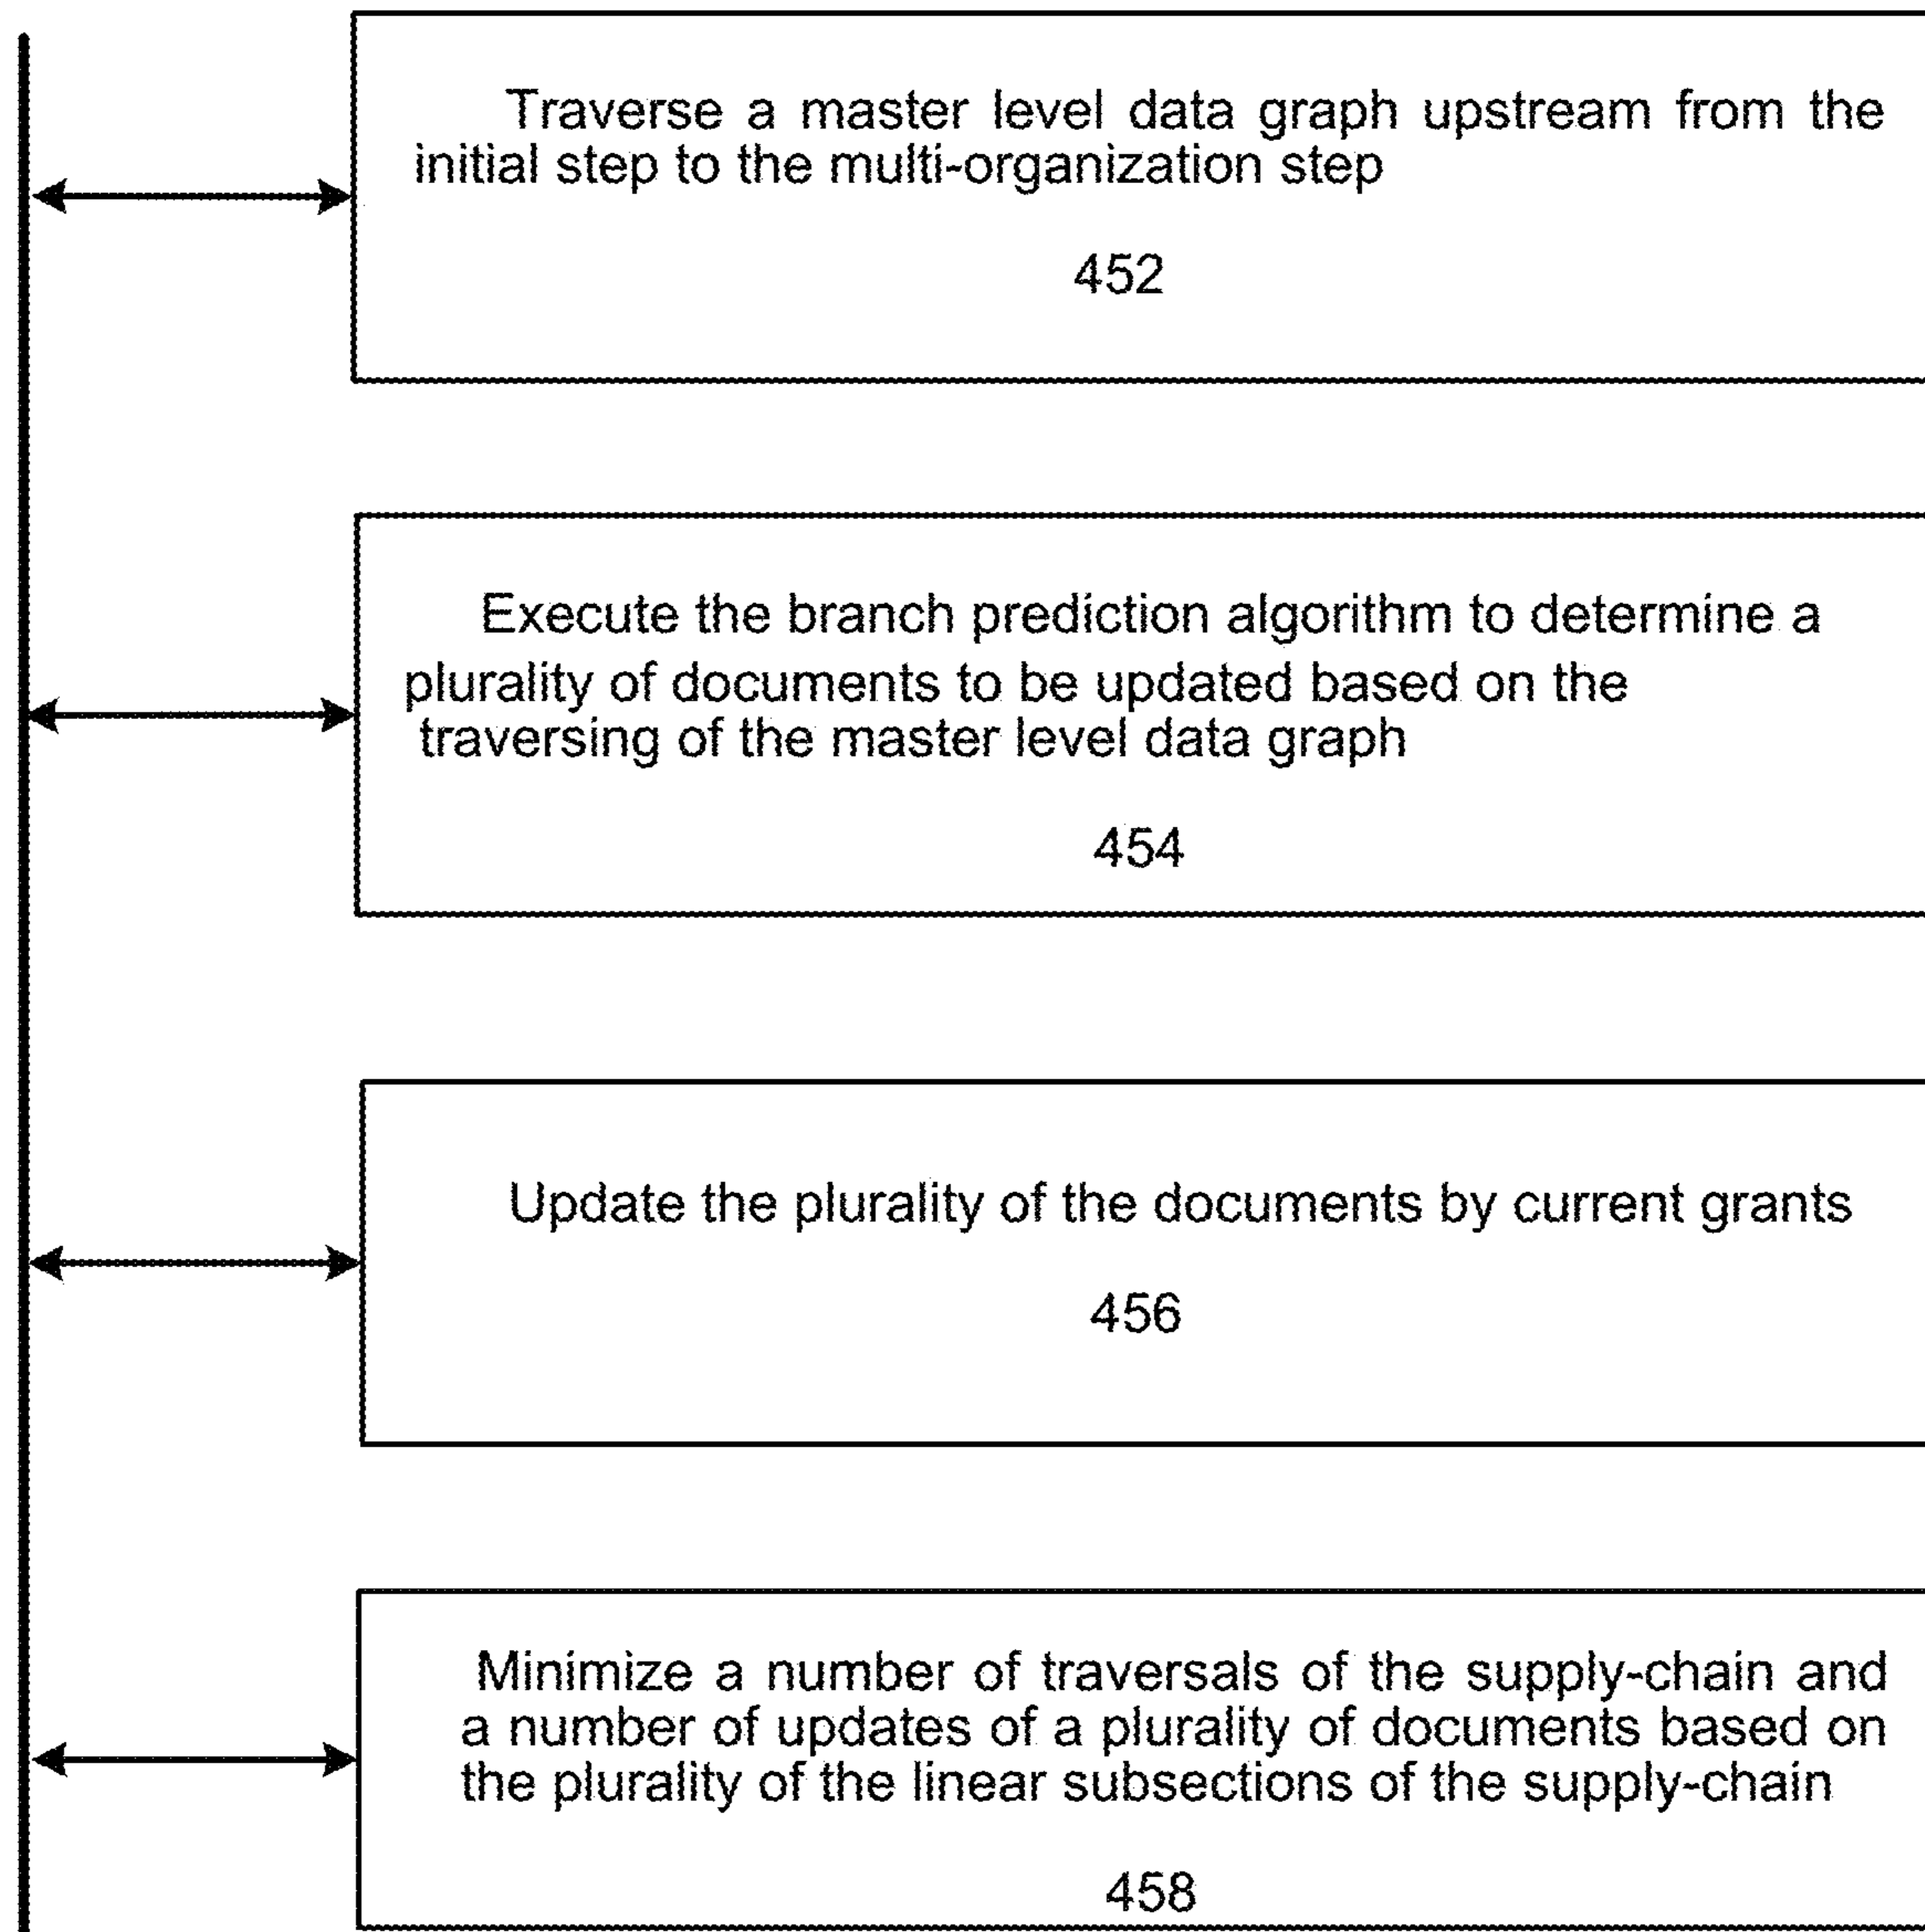 Traverse a master level data graph upstream from the
initial step to the multi-organization step
452
Execute the branch prediction algorithm to determine a
plurality of documents to be updated based on the
traversing of the master level data graph
454
Update the plurality of the documents by current grants
456
Minimize a number of traversals of the supply-chain and
a number of updates of a plurality of documents based on
the plurality of the linear subsections of the supply-chain
458